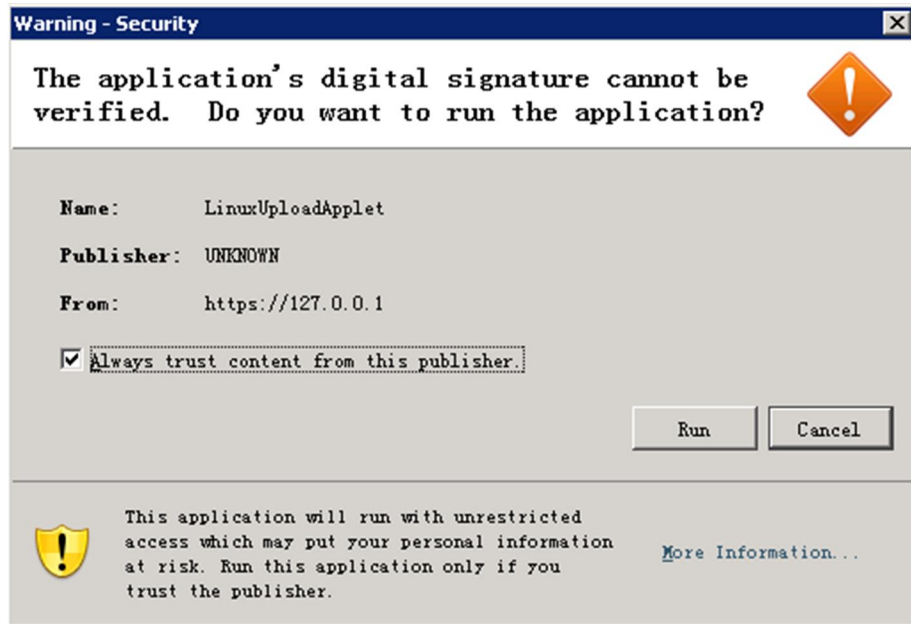 Warning - Security
The application's digital signature cannot be
verified. Do you want to run the application?
Name: LinuxUploadApplet
Publisher: UNKNOWN
From: https://127.0.0.1
Always trust content from this publisher.
Run Cancel
This application will run with unrestricted
access which may put your personal information
at risk. Run this application only if you
trust the publisher.
More Information...